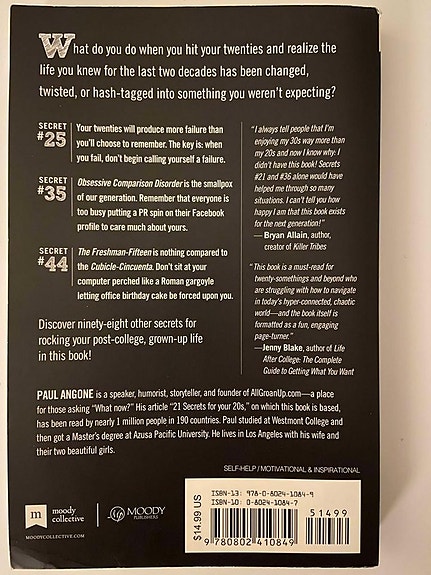 What do you do when you hit your twenties and realize the
life you knew for the last two decades has been changed,
twisted, or hash-tagged into something you weren't expecting?
SECRET
#25
Your twenties will produce more failure than
you'll choose to remember. The key is: when
you fail, don't begin calling yourself a failure.
SECRET
#35
Obsessive Comparison Disorder is the smallpox
of our generation. Remember that everyone is
too busy putting a PR spin on their Facebook
profile to care much about yours.
SECRET
#44
The Freshman-Fifteen is nothing compared to
the Cubicle-Cincuenta. Don't sit at your
computer perched like a Roman gargoyle
letting office birthday cake be forced upon you.
Discover ninety-eight other secrets for
rocking your post-college, grown-up life
in this book!
"I always tell people that I'm
enjoying my 30s way more than
my 20s and now I know why: I
didn't have this book! Secrets
#21 and #36 alone would have
helped me through so many
situations. I can't tell you how
happy I am that this book exists
for the next generation!"
— Bryan Allain, author,
creator of Killer Tribes
"This book is a must-read for
twenty-somethings and beyond who
are struggling with how to navigate
in today's hyper-connected, chaotic
world—and the book itself is
formatted as a fun, engaging
page-turner."
—Jenny Blake, author of Life
After College: The Complete
Guide to Getting What You Want
PAUL ANGONE is a speaker, humorist, storyteller, and founder of AllGroanUp.com—a place
for those asking "What now?" His article "21 Secrets for your 20s," on which this book is based,
has been read by nearly 1 million people in 190 countries. Paul studied at Westmont College and
then got a Master's degree at Azusa Pacific University. He lives in Los Angeles with his wife and
their two beautiful girls.
SELF-HELP / MOTIVATIONAL & INSPIRATIONAL
m
moody
collective
MOODYCOLLECTIVE.COM
MOODY
PUBLISHERS
$14.99 US
ISBN-13: 978-0-8024-1084-9
ISBN-10: 0-8024-1084-7
51499
9 780802 410849